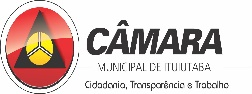 CÂMARA
MUNICIPAL DE ITUIUTABA
Cidadania, Transparência e Trabalho